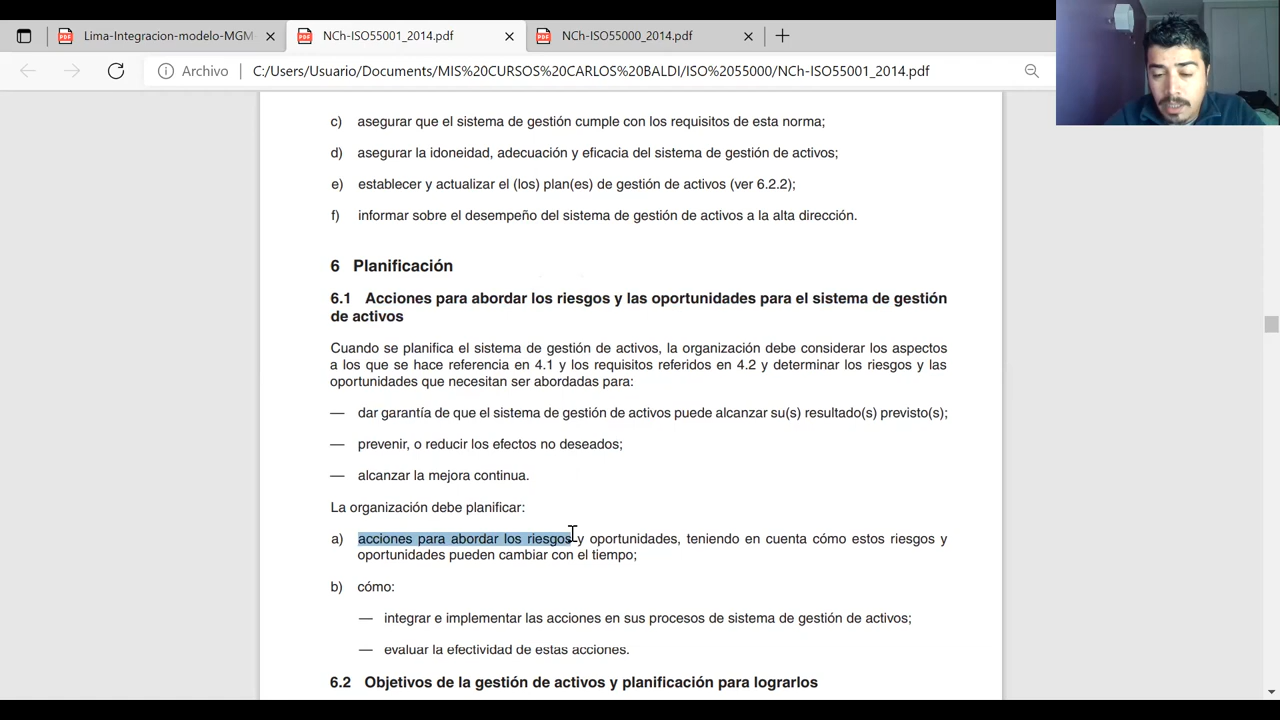 Lima-Integracion-modelo-MGM
NCh-ISO55001_2014.pdf
NCh-ISO55000_2014.pdf
Archivo
C:/Users/Usuario/Documents/MIS%20CURSOS%20CARLOS%20BALDI/ISO%2055000/NCh-ISO55001_2014.pdf
c) asegurar que el sistema de gestión cumple con los requisitos de esta norma;
d) asegurar la idoneidad, adecuación y eficacia del sistema de gestión de activos;
e) establecer y actualizar el (los) plan(es) de gestión de activos (ver 6.2.2);
f) informar sobre el desempeño del sistema de gestión de activos a la alta dirección.
6 Planificación
6.1 Acciones para abordar los riesgos y las oportunidades para el sistema de gestión
de activos
Cuando se planifica el sistema de gestión de activos, la organización debe considerar los aspectos
a los que se hace referencia en 4.1 y los requisitos referidos en 4.2 y determinar los riesgos y las
oportunidades que necesitan ser abordadas para:
— dar garantía de que el sistema de gestión de activos puede alcanzar su(s) resultado(s) previsto(s);
— prevenir, o reducir los efectos no deseados;
— alcanzar la mejora continua.
La organización debe planificar:
a) acciones para abordar los riesgos y oportunidades, teniendo en cuenta cómo estos riesgos y
oportunidades pueden cambiar con el tiempo;
b) cómo:
— integrar e implementar las acciones en sus procesos de sistema de gestión de activos;
— evaluar la efectividad de estas acciones.
6.2 Objetivos de la gestión de activos y planificación para lograrlos